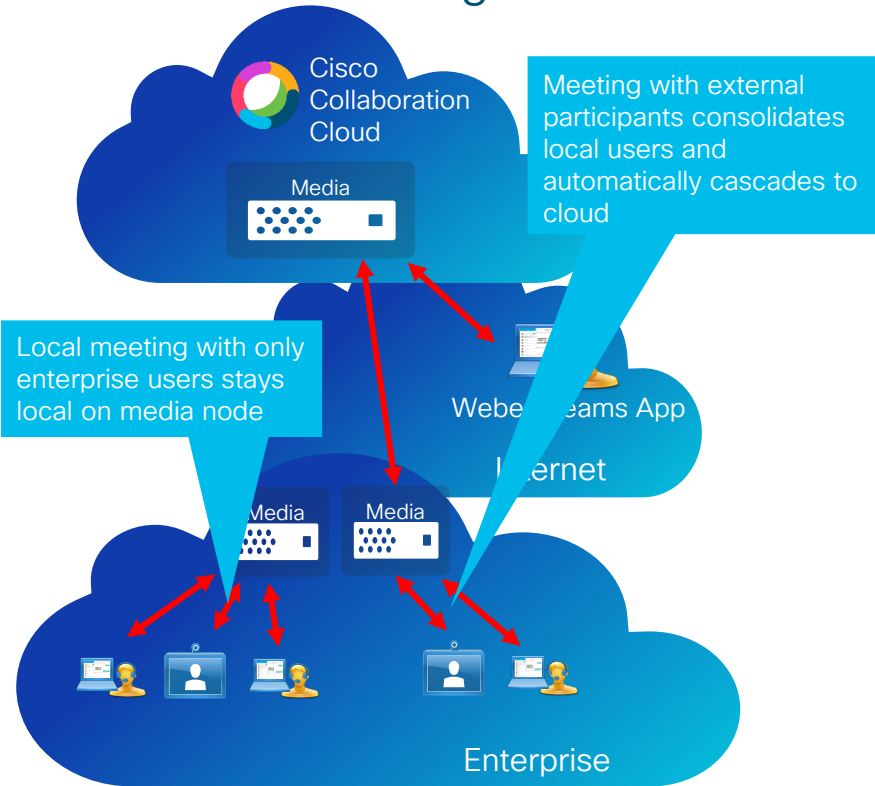 Cisco
Collaboration
Cloud
Media
Meeting with external
participants consolidates
local users and
automatically cascades to
cloud
Local meeting with only
enterprise users stays
local on media node
App
Media
Media
Enterprise